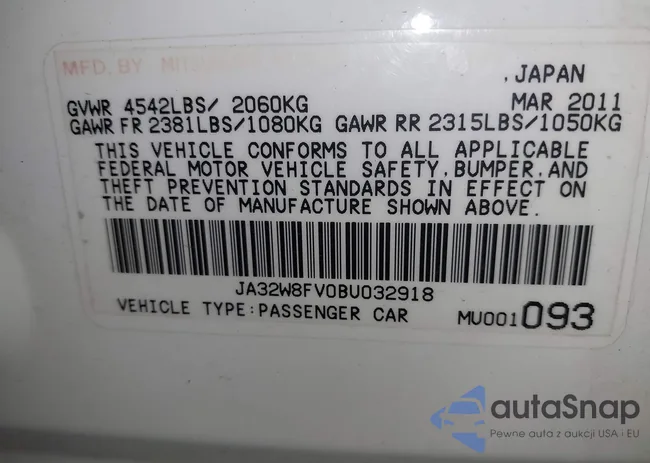 MFD. BY
, JAPAN
GVWR 4542LBS/ 2060KG MAR 2011
GAWR FR 2381LBS/1080KG GAWR RR 2315LBS/1050KG
THIS VEHICLE CONFORMS TO ALL APPLICABLE
FEDERAL MOTOR VEHICLE SAFETY, BUMPER, AND
THEFT PREVENTION STANDARDS IN EFFECT ON
THE DATE OF MANUFACTURE SHOWN ABOVE.
JA32W8FV0BU032918
VEHICLE TYPE:PASSENGER CAR MU001093
autaSnap
Pewne auta z aukcji USA i EU